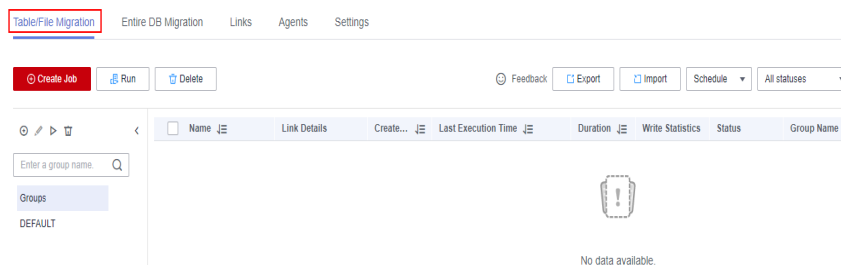 Table/File Migration Entire DB Migration Links Agents Settings
Create Job Run Delete Feedback Export Import Schedule All statuses
Name Link Details Create... Last Execution Time Duration Write Statistics Status Group Name
Enter a group name.
Groups
DEFAULT
No data available.